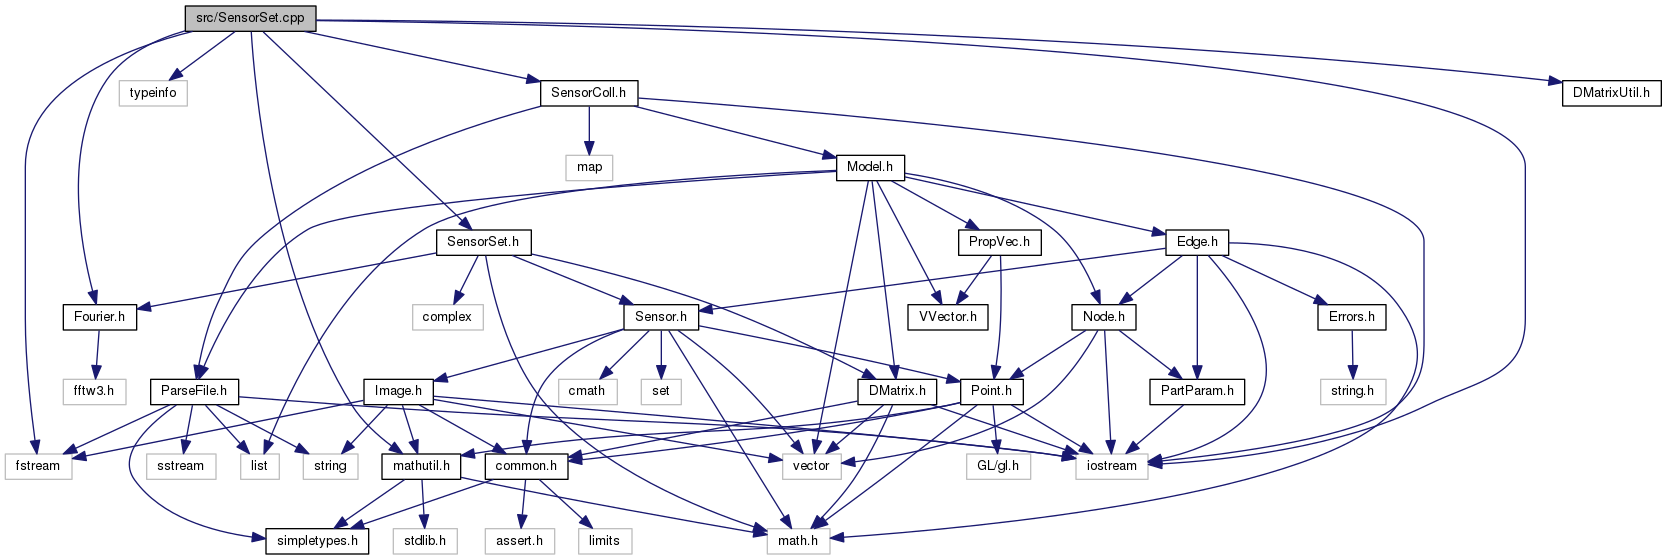 src/SensorSet.cpp
typeinfo
SensorColl.h
DMatrixUtil.h
map
Model.h
SensorSet.h
PropVec.h
Edge.h
Fourier.h
complex
Sensor.h
VVector.h
Node.h
Errors.h
fftw3.h
ParseFile.h
Image.h
cmath
set
DMatrix.h
Point.h
PartParam.h
string.h
fstream
sstream
list
string
mathutil.h
common.h
vector
GL/gl.h
iostream
simpletypes.h
stdlib.h
assert.h
limits
math.h